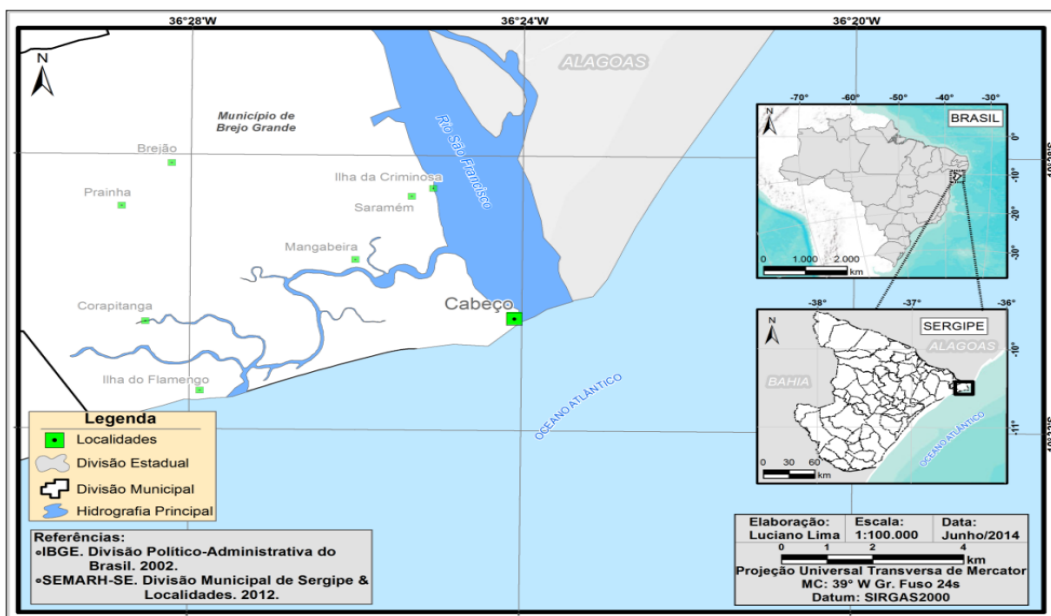 36°28'W 36°24'W 36°20'W
N
ALAGOAS
Município de
Brejo Grande
Rio São Francisco
Brejão
Prainha
Ilha da Criminosa
Saramém
Mangabeira
Cabeço
Corapitanga
Ilha do Flamengo
OCEANO ATLÂNTICO
10°28'S
10°32'S
-70° -60° -50° -40° -30°
N
BRASIL
0°
-10°
-20°
-30°
0 1.000 2.000
km
-38° -37° -36°
N
SERGIPE
ALAGOAS
BAHIA
-10°
-11°
OCEANO ATLÂNTICO
0 30 60
km
Legenda
Localidades
Divisão Estadual
Divisão Municipal
Hidrografia Principal
Referências:
IBGE. Divisão Político-Administrativa do
Brasil. 2002.
SEMARH-SE. Divisão Municipal de Sergipe &
Localidades. 2012.
Elaboração: Escala: Data:
Luciano Lima 1:100.000 Junho/2014
0 1 2 4
km
Projeção Universal Transversa de Mercator
MC: 39° W Gr. Fuso 24s
Datum: SIRGAS2000